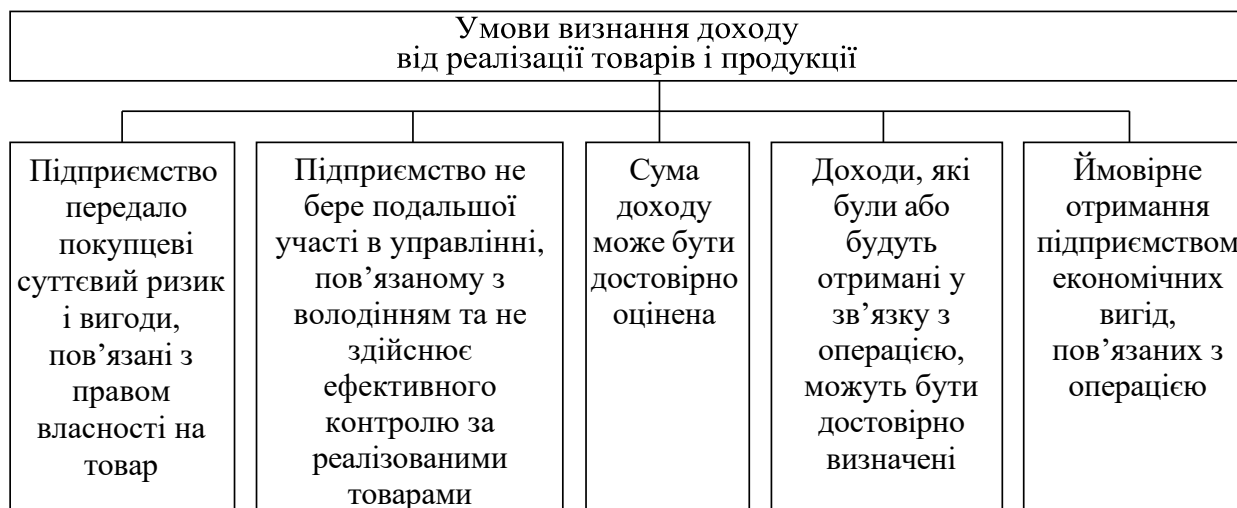 Умови визнання доходу
від реалізації товарів і продукції
Підприємство
передало
покупцеві
суттєвий ризик
і вигоди,
пов’язані з
правом
власності на
товар
Підприємство не
бере подальшої
участі в управлінні,
пов’язаному з
володінням та не
здійснює
ефективного
контролю за
реалізованими
товарами
Сума
доходу
може бути
достовірно
оцінена
Доходи, які
були або
будуть
отримані у
зв’язку з
операцією,
можуть бути
достовірно
визначені
Ймовірне
отримання
підприємством
економічних
вигід,
пов’язаних з
операцією